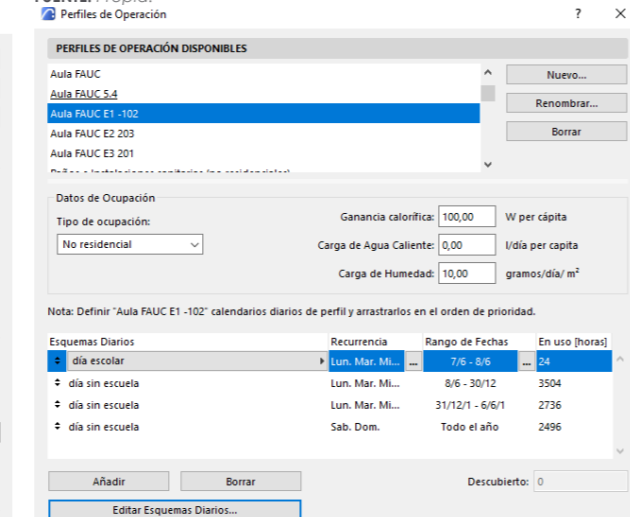 FUENTE: Propia.
Perfiles de Operación ? ×
PERFILES DE OPERACIÓN DISPONIBLES
Aula FAUC
Aula FAUC 5.4
Aula FAUC E1 -102
Aula FAUC E2 203
Aula FAUC E3 201
Baños e instalaciones sanitarias (no residenciales)
Nuevo...
Renombrar...
Borrar
Datos de Ocupación
Tipo de ocupación:
No residencial
Ganancia calorífica: 100,00 W per cápita
Carga de Agua Caliente: 0,00 l/día per capita
Carga de Humedad: 10,00 gramos/día/ m²
Nota: Definir "Aula FAUC E1 -102" calendarios diarios de perfil y arrastrarlos en el orden de prioridad.
Esquemas Diarios Recurrencia Rango de Fechas En uso [horas]
día escolar Lun. Mar. Mi... ... 7/6 - 8/6 ... 24
día sin escuela Lun. Mar. Mi... 8/6 - 30/12 3504
día sin escuela Lun. Mar. Mi... 31/12/1 - 6/6/1 2736
día sin escuela Sab. Dom. Todo el año 2496
Añadir Borrar Descubierto: 0
Editar Esquemas Diarios...